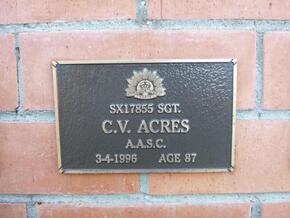 SX17855 SGT.
C.V. ACRES
A.A.S.C.
3-4-1996 AGE 87